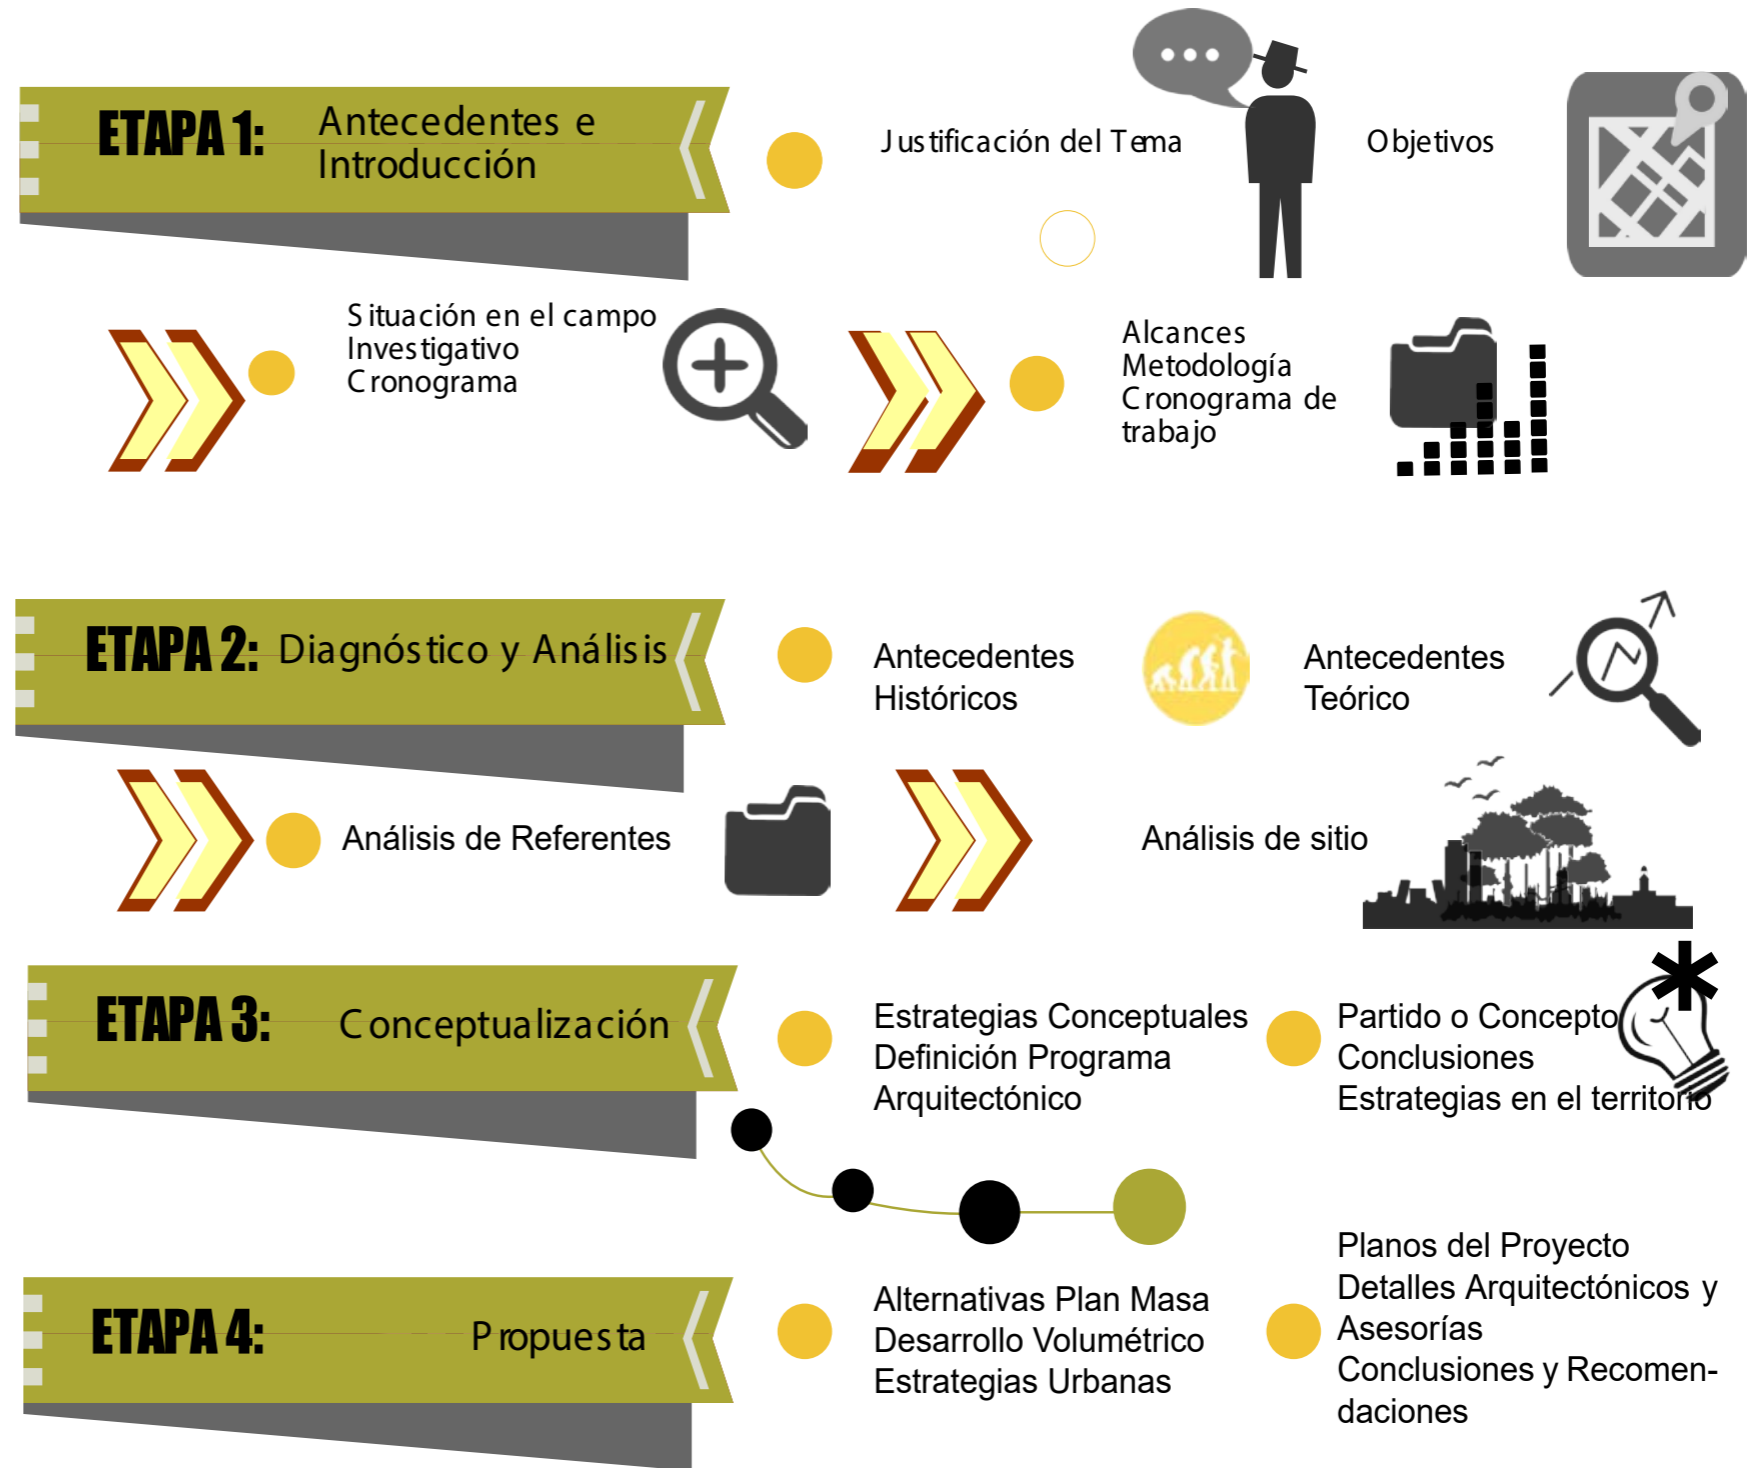 ETAPA 1:
Antecedentes e
Introducción
Justificación del Tema
Objetivos
Situación en el campo
Investigativo
Cronograma
Alcances
Metodología
Cronograma de
trabajo
ETAPA 2:
Diagnóstico y Análisis
Antecedentes
Históricos
Antecedentes
Teórico
Análisis de Referentes
Análisis de sitio
ETAPA 3:
Conceptualización
Estrategias Conceptuales
Definición Programa
Arquitectónico
Partido o Concepto
Conclusiones
Estrategias en el territorio
ETAPA 4:
Propuesta
Alternativas Plan Masa
Desarrollo Volumétrico
Estrategias Urbanas
Planos del Proyecto
Detalles Arquitectónicos y
Asesorías
Conclusiones y Recomen-
daciones